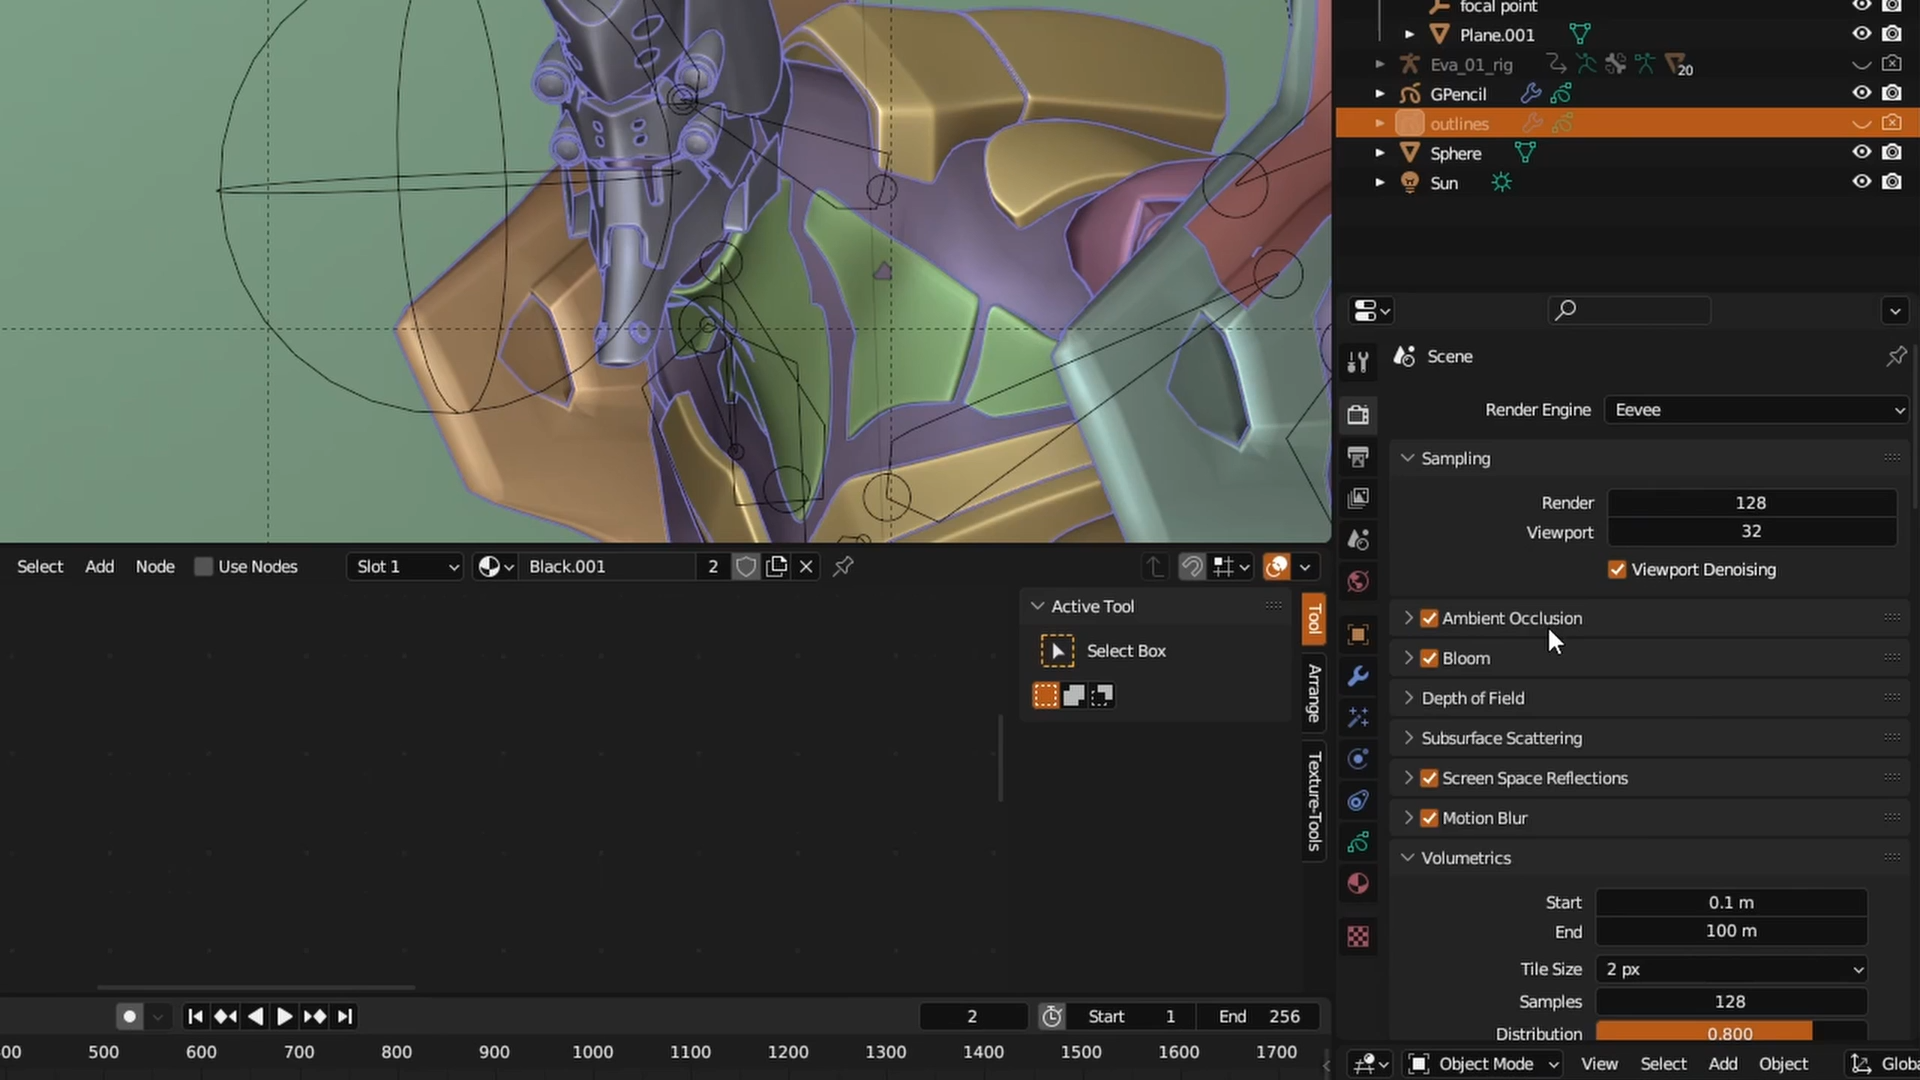 focal point
Plane.001
Eva_01_rig 20
GPencil
outlines
Sphere
Sun
Scene
Render Engine Eevee
Sampling
Render 128
Viewport 32
Viewport Denoising
Ambient Occlusion
Bloom
Depth of Field
Subsurface Scattering
Screen Space Reflections
Motion Blur
Volumetrics
Start 0.1 m
End 100 m
Tile Size 2 px
Samples 128
Distribution 0.800
Select Add Node Use Nodes Slot 1 Black.001 2
Active Tool
Select Box
Tool
Arrange
Texture-Tools
2 Start 1 End 256
500 600 700 800 900 1000 1100 1200 1300 1400 1500 1600 1700
Object Mode View Select Add Object